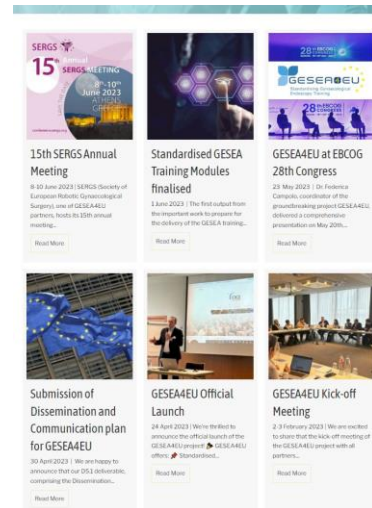 SERGS
15th Annual
SERGS MEETING
8th-10th
June 2023
ATHENS
GREECE
28th EBCOG
GESEA4EU
28th EBCOG
15th SERGS Annual
Meeting
8-10 June 2023 | SERGS (Society of
European Robotic Gynaecological
Surgery), one of GESEA4EU
partners, hosts its 15th annual
meeting...
Read More
Standardised GESEA
Training Modules
finalised
1 June 2023 | The first output from
the important work to prepare for
the delivery of the GESEA training...
Read More
GESEA4EU at EBCOG
28th Congress
23 May 2023 | Dr. Federica
Campolo, coordinator of the
groundbreaking project GESEA4EU,
delivered a comprehensive
presentation on May 20th...
Read More
Submission of
Dissemination and
Communication plan
for GESEA4EU
30 April 2023 | We are happy to
announce that our D5.1 deliverable,
comprising the Dissemination...
Read More
GESEA4EU Official
Launch
24 April 2023 | We're thrilled to
announce the official launch of the
GESEA4EU project! 🎓 GESEA4EU
offers: 📌 Standardised...
Read More
GESEA4EU Kick-off
Meeting
2-3 February 2023 | We are excited
to share that the kick-off meeting of
the GESEA4EU project with all
partners...
Read More